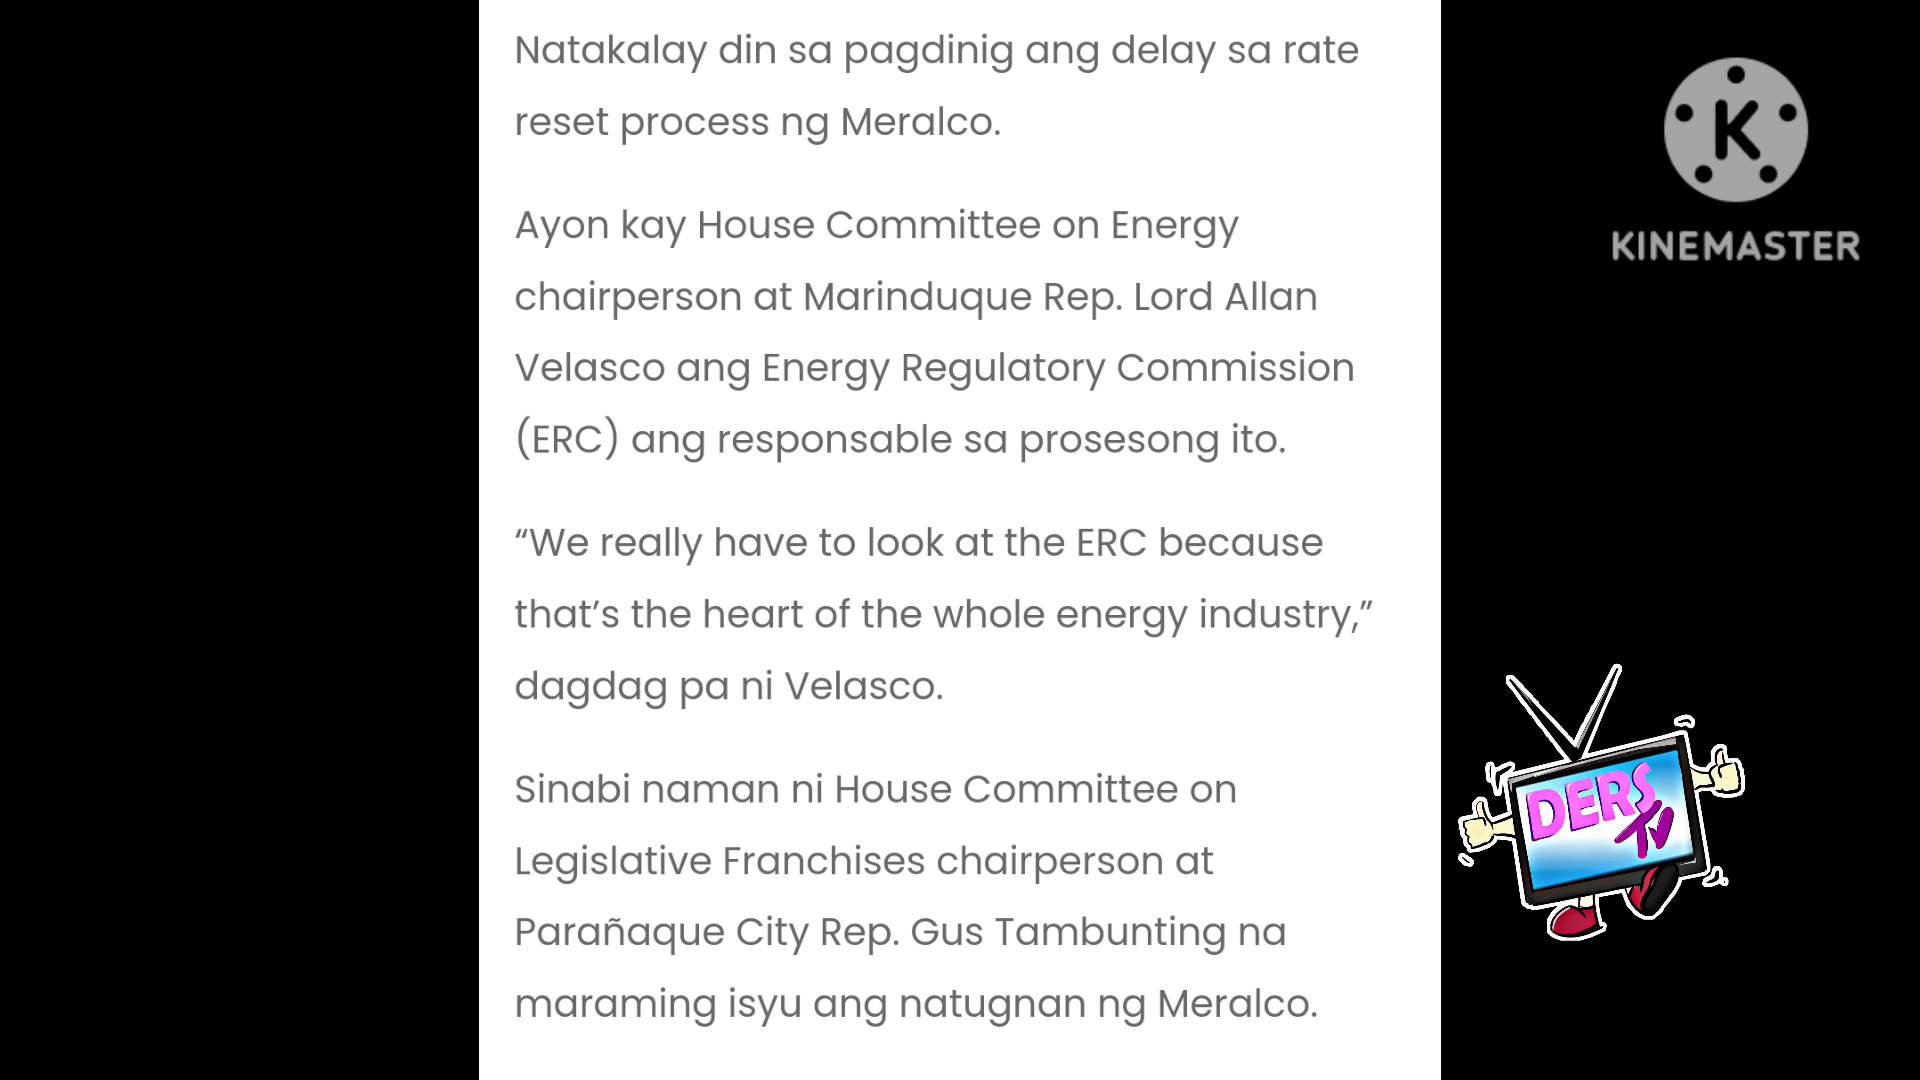 Natakalay din sa pagdinig ang delay sa rate
reset process ng Meralco.
Ayon kay House Committee on Energy
chairperson at Marinduque Rep. Lord Allan
Velasco ang Energy Regulatory Commission
(ERC) ang responsable sa prosesong ito.
“We really have to look at the ERC because
that’s the heart of the whole energy industry,”
dagdag pa ni Velasco.
Sinabi naman ni House Committee on
Legislative Franchises chairperson at
Parañaque City Rep. Gus Tambunting na
maraming isyu ang natugnan ng Meralco.
K
KINEMASTER
DERS
TV